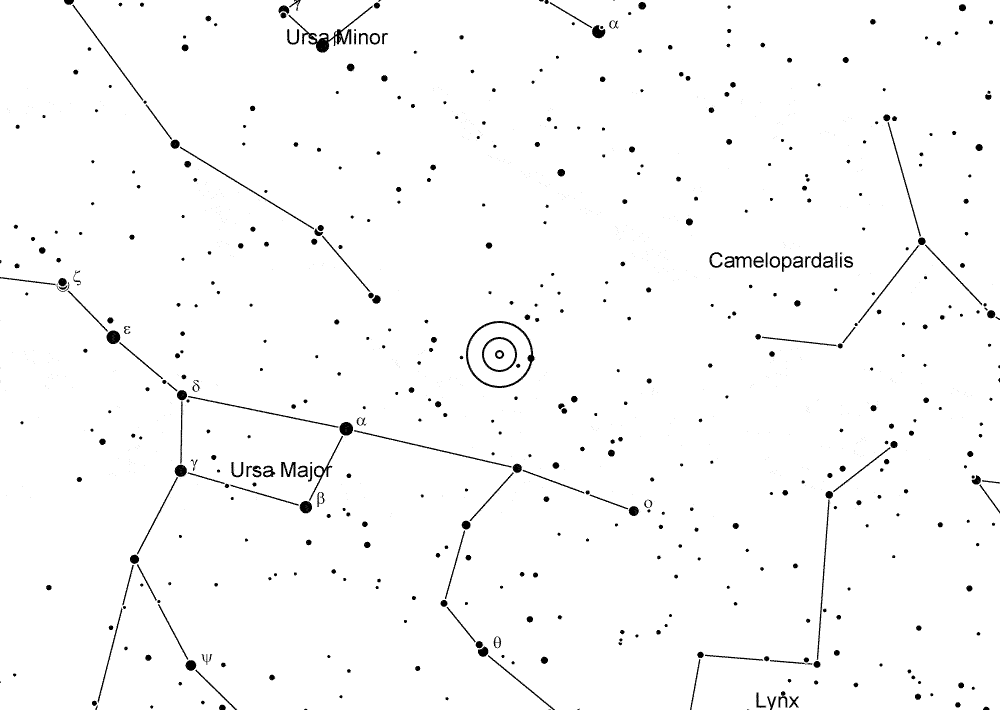 γ
α
Ursa Minor
β
Camelopardalis
ζ
ε
δ
α
γ
Ursa Major
β
ο
θ
ψ
Lynx